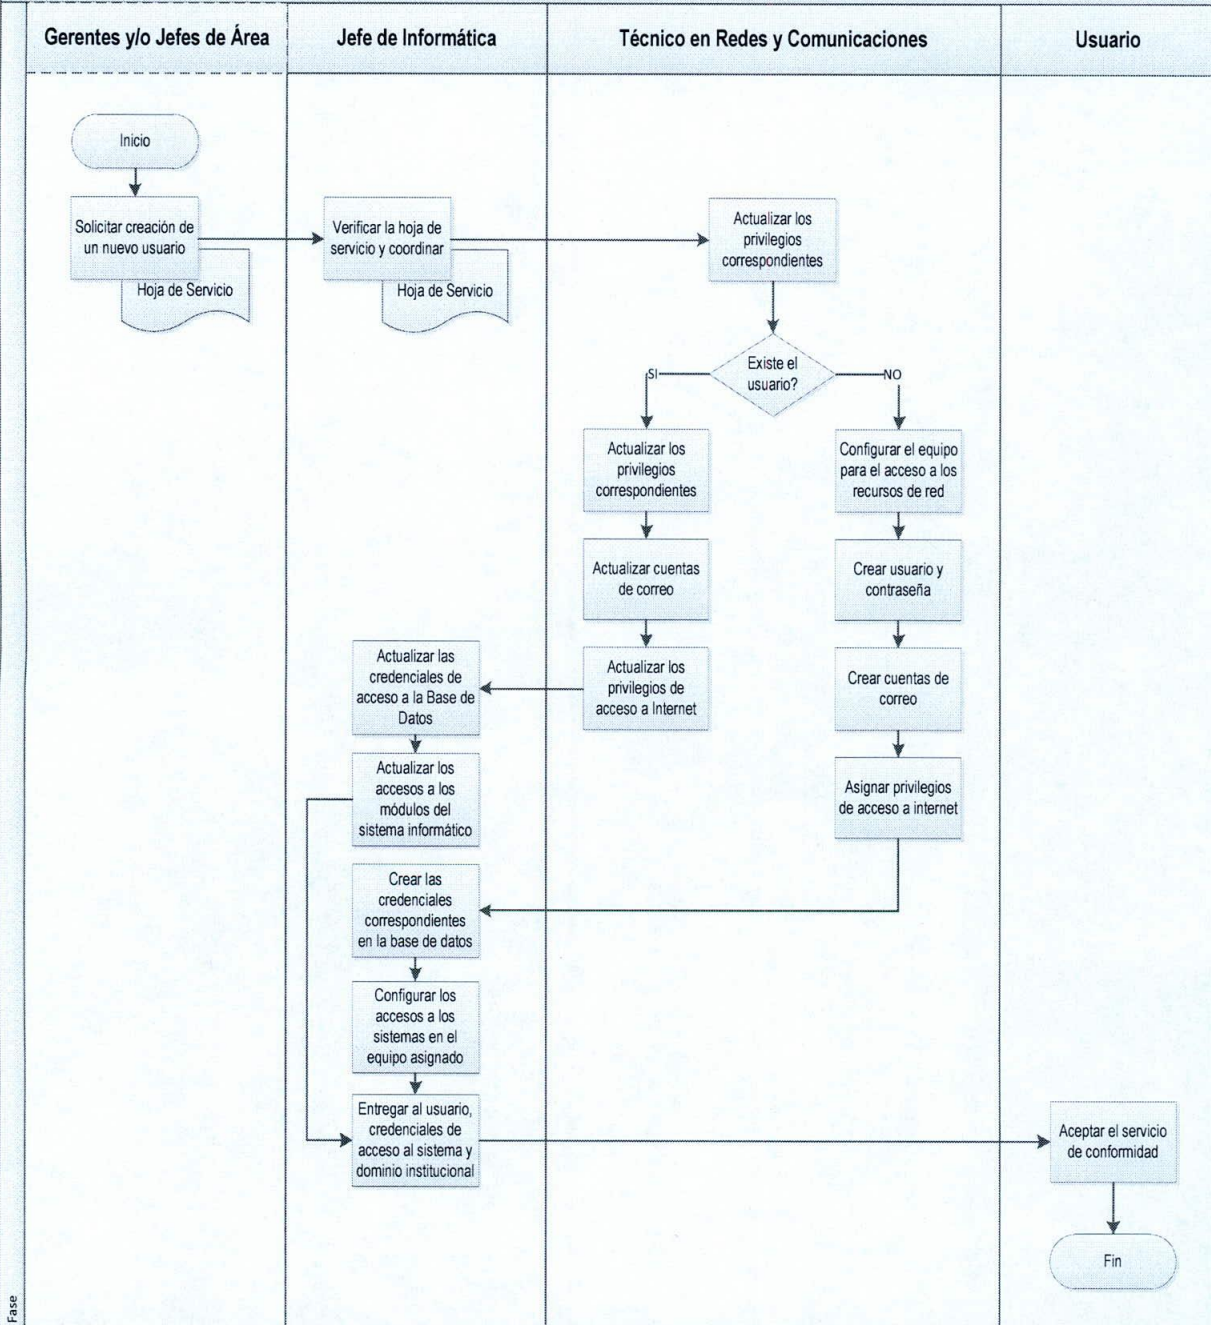 Gerentes y/o Jefes de Área
Jefe de Informática
Técnico en Redes y Comunicaciones
Usuario
Inicio
Solicitar creación de
un nuevo usuario
Hoja de Servicio
Verificar la hoja de
servicio y coordinar
Hoja de Servicio
Actualizar los
privilegios
correspondientes
Existe el
usuario?
SI
NO
Actualizar los
privilegios
correspondientes
Configurar el equipo
para el acceso a los
recursos de red
Actualizar cuentas
de correo
Crear usuario y
contraseña
Actualizar las
credenciales de
acceso a la Base de
Datos
Actualizar los
privilegios de
acceso a Internet
Crear cuentas de
correo
Actualizar los
accesos a los
módulos del
sistema informático
Asignar privilegios
de acceso a internet
Crear las
credenciales
correspondientes
en la base de datos
Configurar los
accesos a los
sistemas en el
equipo asignado
Entregar al usuario,
credenciales de
acceso al sistema y
dominio institucional
Aceptar el servicio
de conformidad
Fin
Fase